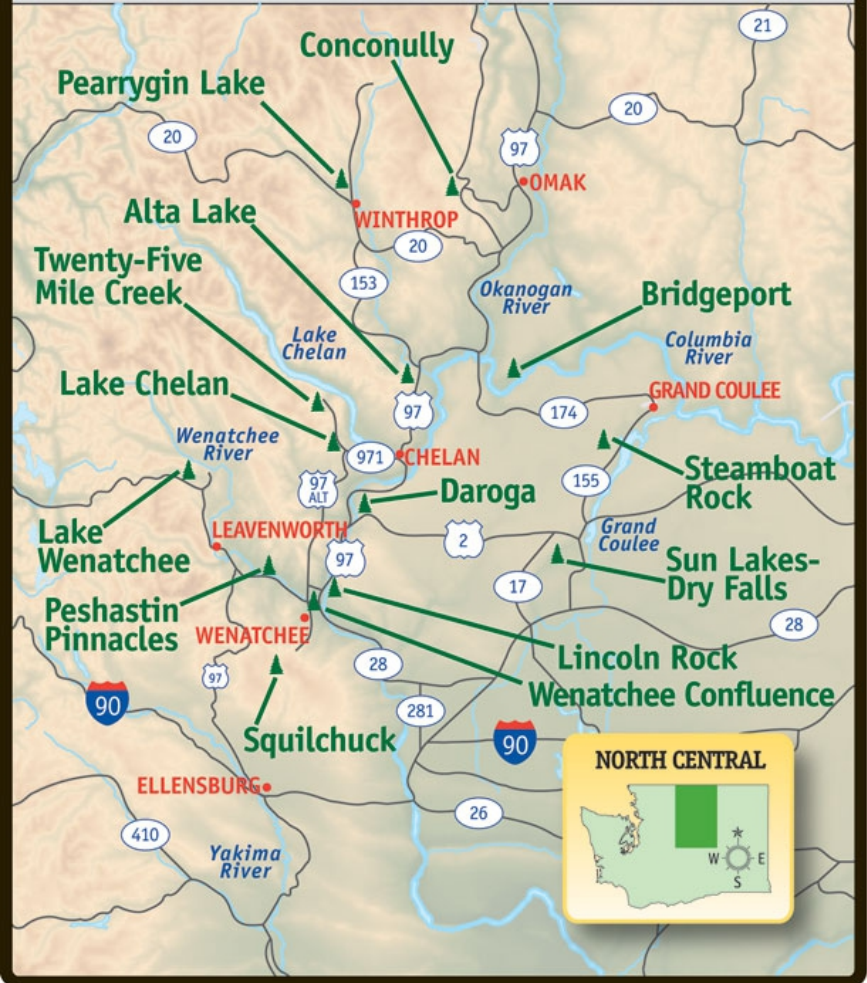 21
Conconully
Pearrygin Lake
20
20
97
OMAK
Alta Lake
WINTHROP
20
Twenty-Five
Mile Creek
153
Okanogan
River
Bridgeport
Lake
Chelan
Columbia
River
Lake Chelan
GRAND COULEE
97
174
Wenatchee
River
971
CHELAN
Steamboat
Rock
97
ALT
155
Daroga
Lake
Wenatchee
LEAVENWORTH
2
Grand
Coulee
97
Sun Lakes-
Dry Falls
17
Peshastin
Pinnacles
WENATCHEE
28
Lincoln Rock
28
97
Wenatchee Confluence
90
281
Squilchuck
90
NORTH CENTRAL
ELLENSBURG
26
410
W
E
S
Yakima
River